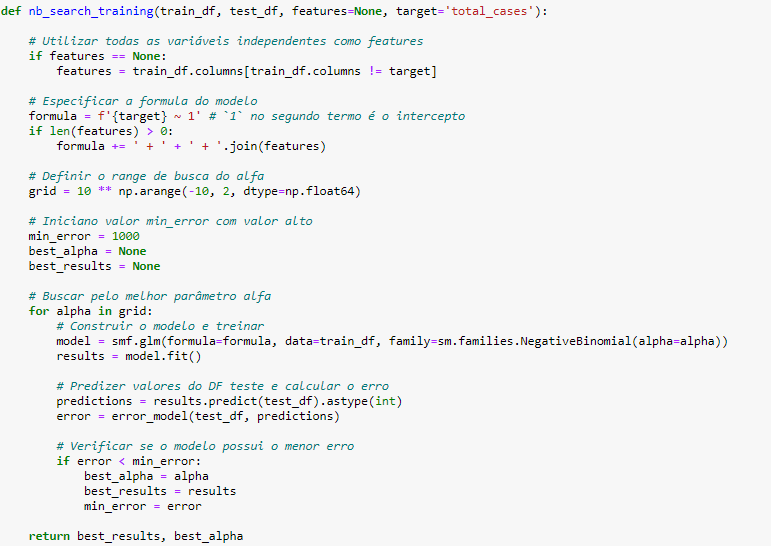 def nb_search_training(train_df, test_df, features=None, target='total_cases'):
# Utilizar todas as variáveis independentes como features
if features == None:
features = train_df.columns[train_df.columns != target]
# Especificar a formula do modelo
formula = f'{target} ~ 1' # `1` no segundo termo é o intercepto
if len(features) > 0:
formula += ' + ' + ' + '.join(features)
# Definir o range de busca do alfa
grid = 10 ** np.arange(-10, 2, dtype=np.float64)
# Iniciano valor min_error com valor alto
min_error = 1000
best_alpha = None
best_results = None
# Buscar pelo melhor parâmetro alfa
for alpha in grid:
# Construir o modelo e treinar
model = smf.glm(formula=formula, data=train_df, family=sm.families.NegativeBinomial(alpha=alpha))
results = model.fit()
# Predizer valores do DF teste e calcular o erro
predictions = results.predict(test_df).astype(int)
error = error_model(test_df, predictions)
# Verificar se o modelo possui o menor erro
if error < min_error:
best_alpha = alpha
best_results = results
min_error = error
return best_results, best_alpha